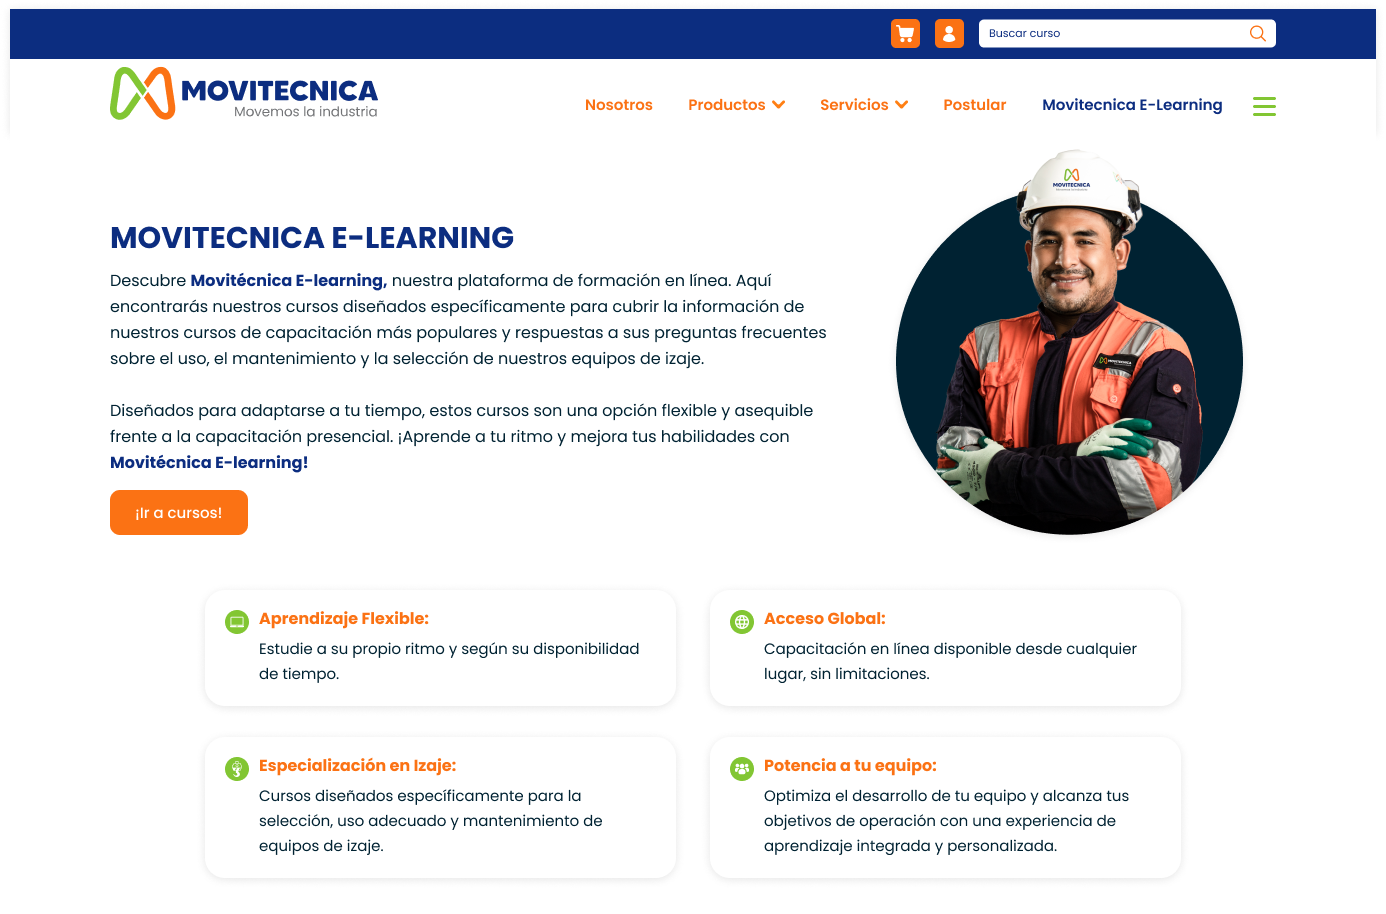 Buscar curso
MOVITECNICA
Movemos la industria
Nosotros
Productos
Servicios
Postular
Movitecnica E-Learning
MOVITECNICA
MOVITECNICA E-LEARNING
Descubre Movitécnica E-learning, nuestra plataforma de formación en línea. Aquí
encontrarás nuestros cursos diseñados específicamente para cubrir la información de
nuestros cursos de capacitación más populares y respuestas a sus preguntas frecuentes
sobre el uso, el mantenimiento y la selección de nuestros equipos de izaje.
MOVITECNICA
Diseñados para adaptarse a tu tiempo, estos cursos son una opción flexible y asequible
frente a la capacitación presencial. ¡Aprende a tu ritmo y mejora tus habilidades con
Movitécnica E-learning!
¡Ir a cursos!
Aprendizaje Flexible:
Estudie a su propio ritmo y según su disponibilidad
de tiempo.
Acceso Global:
Capacitación en línea disponible desde cualquier
lugar, sin limitaciones.
Especialización en Izaje:
Cursos diseñados específicamente para la
selección, uso adecuado y mantenimiento de
equipos de izaje.
Potencia a tu equipo:
Optimiza el desarrollo de tu equipo y alcanza tus
objetivos de operación con una experiencia de
aprendizaje integrada y personalizada.